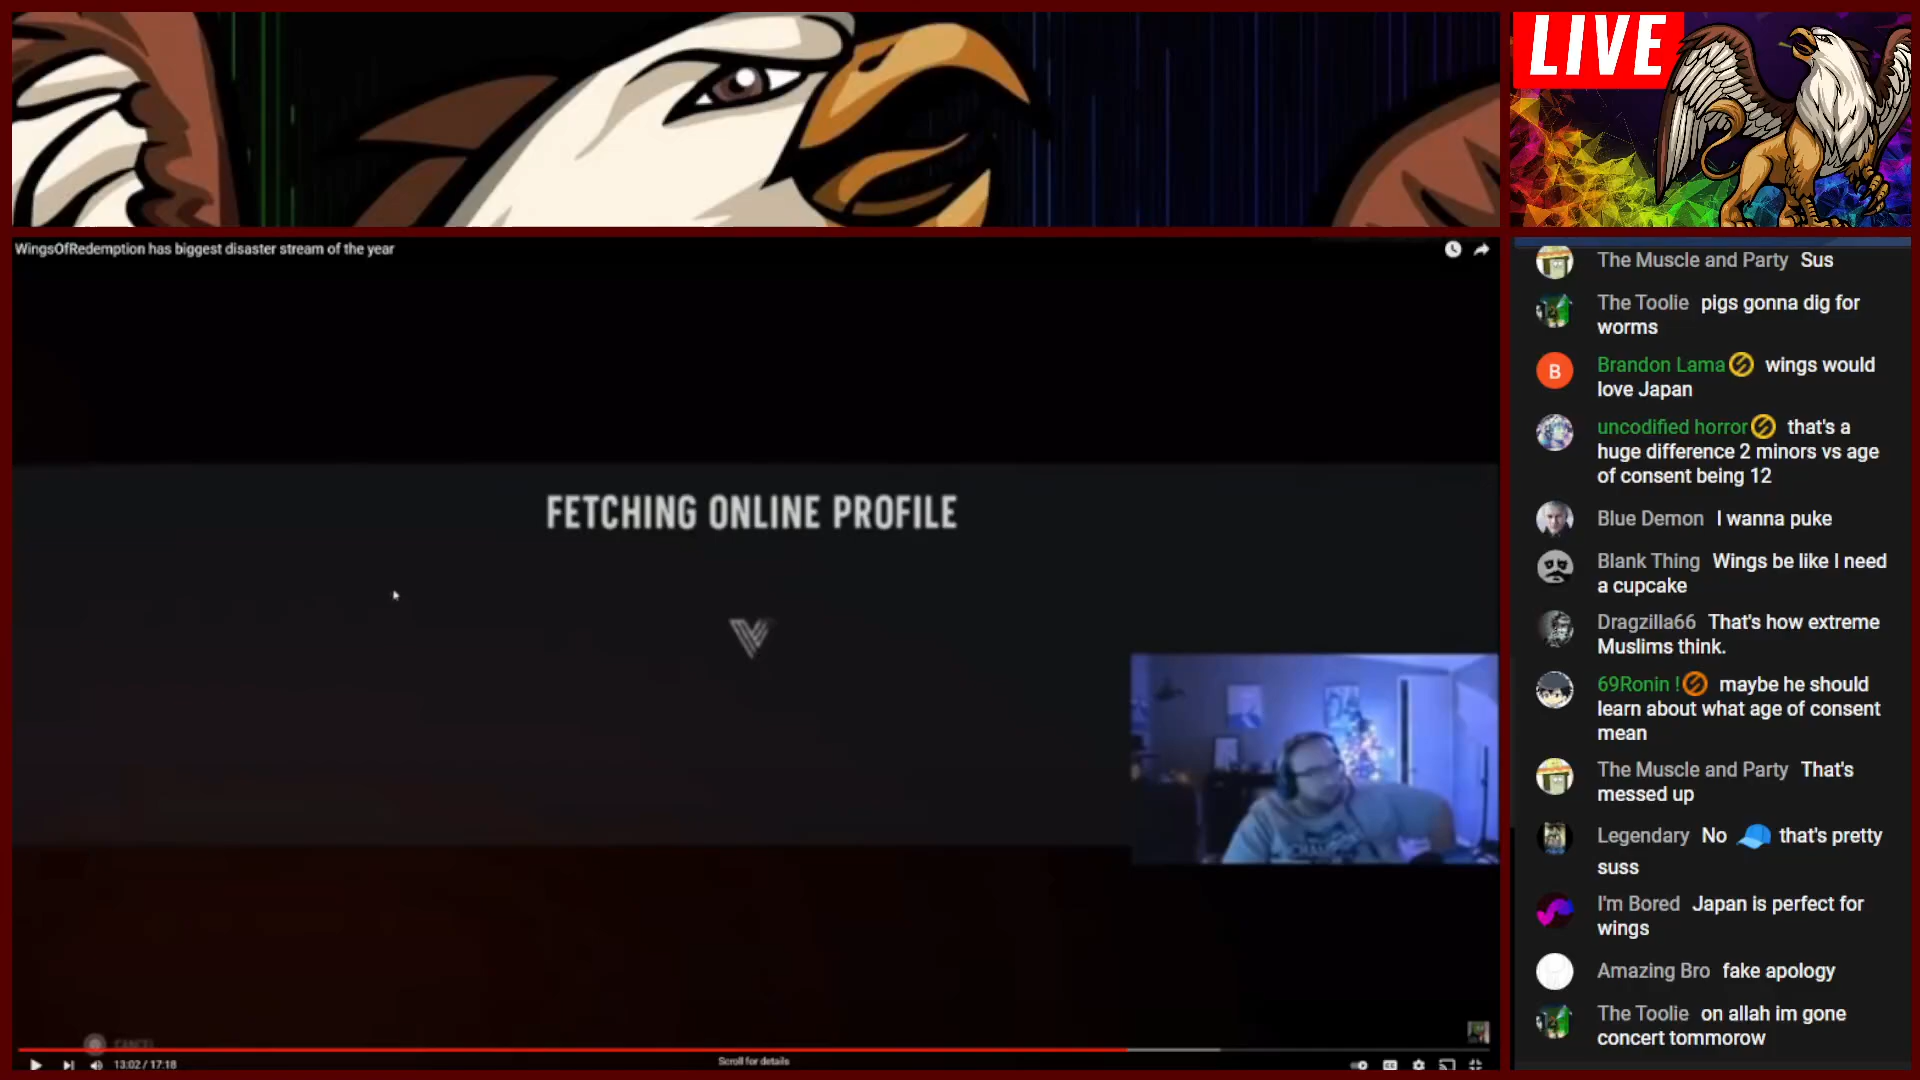 LIVE
WingsOfRedemption has biggest disaster stream of the year
FETCHING ONLINE PROFILE
CANCEL
13:02 / 17:18
Scroll for details
The Muscle and Party Sus
The Toolie pigs gonna dig for
worms
B
Brandon Lama wings would
love Japan
uncodified horror that's a
huge difference 2 minors vs age
of consent being 12
Blue Demon I wanna puke
Blank Thing Wings be like I need
a cupcake
Dragzilla66 That's how extreme
Muslims think.
69Ronin ! maybe he should
learn about what age of consent
mean
The Muscle and Party That's
messed up
Legendary No 🧢 that's pretty
suss
I'm Bored Japan is perfect for
wings
Amazing Bro fake apology
The Toolie on allah im gone
concert tommorow